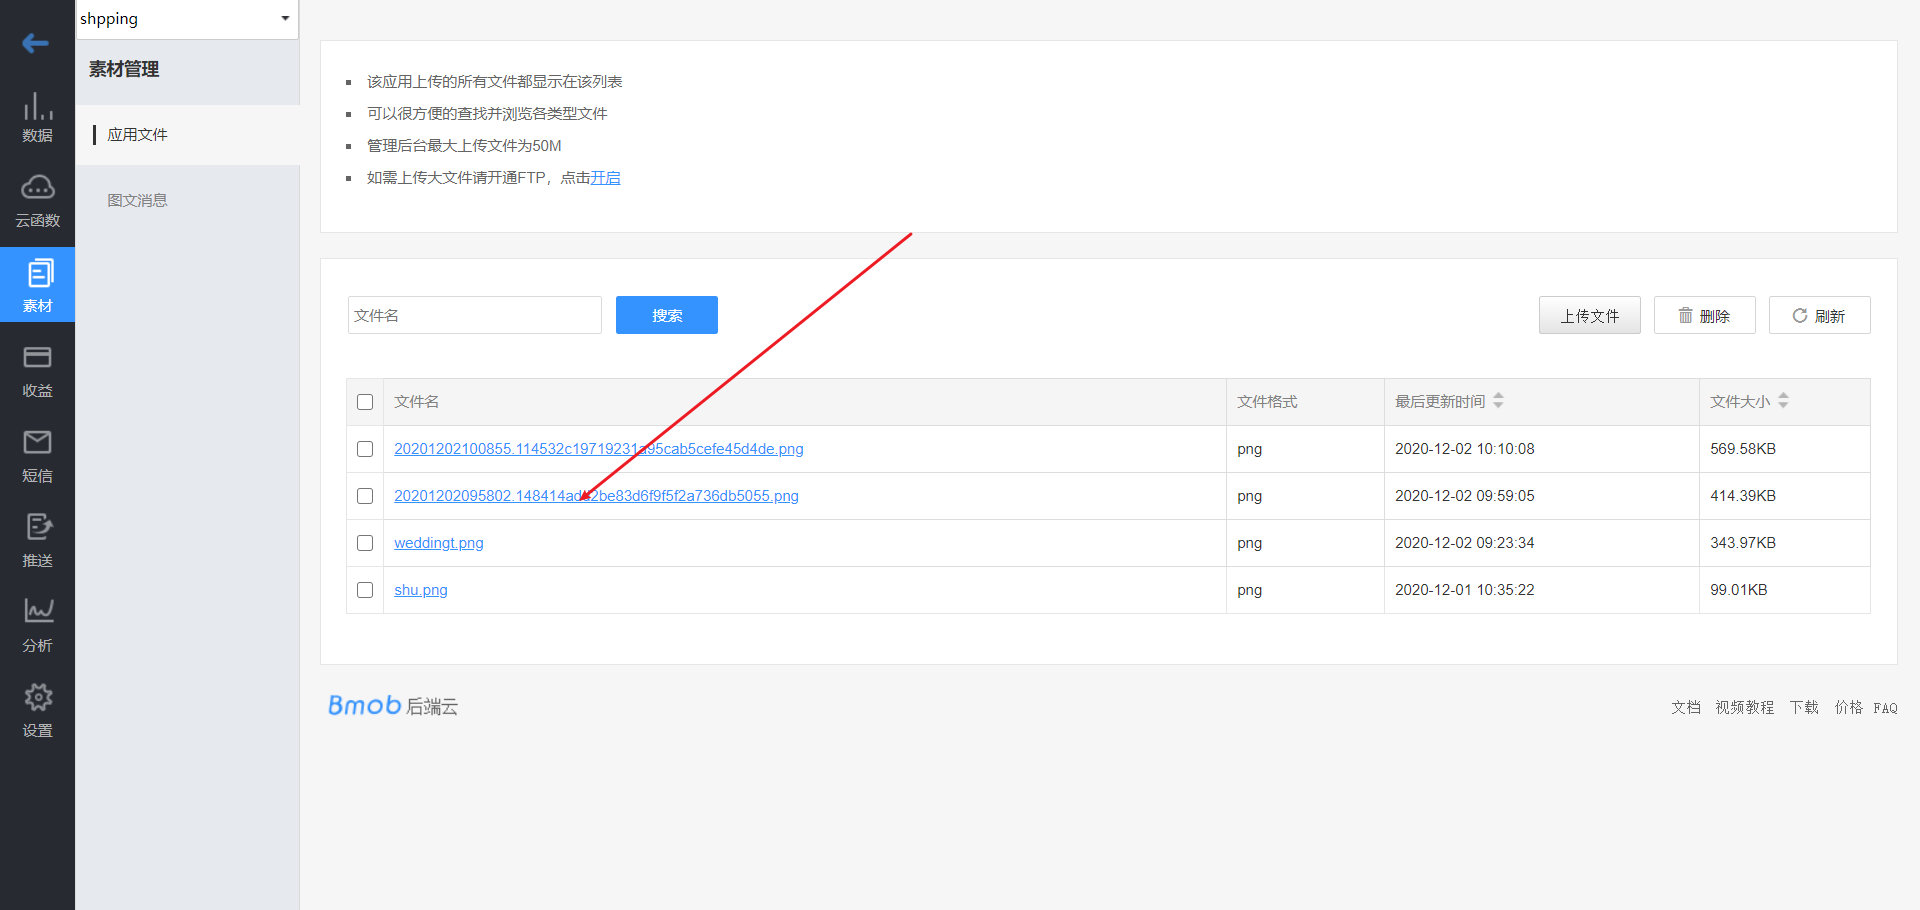 shpping
素材管理
应用文件
图文消息
数据
云函数
素材
收益
短信
推送
分析
设置
该应用上传的所有文件都显示在该列表
可以很方便的查找并浏览各类型文件
管理后台最大上传文件为50M
如需上传大文件请开通FTP，点击开启
文件名 搜索 上传文件 删除 刷新
文件名 文件格式 最后更新时间 文件大小
20201202100855.114532c19719231a95cab5cefe45d4de.png png 2020-12-02 10:10:08 569.58KB
png 2020-12-02 09:59:05 414.39KB
weddingt.png png 2020-12-02 09:23:34 343.97KB
shu.png png 2020-12-01 10:35:22 99.01KB
Bmob 后端云
文档 视频教程 下载 价格 FAQ